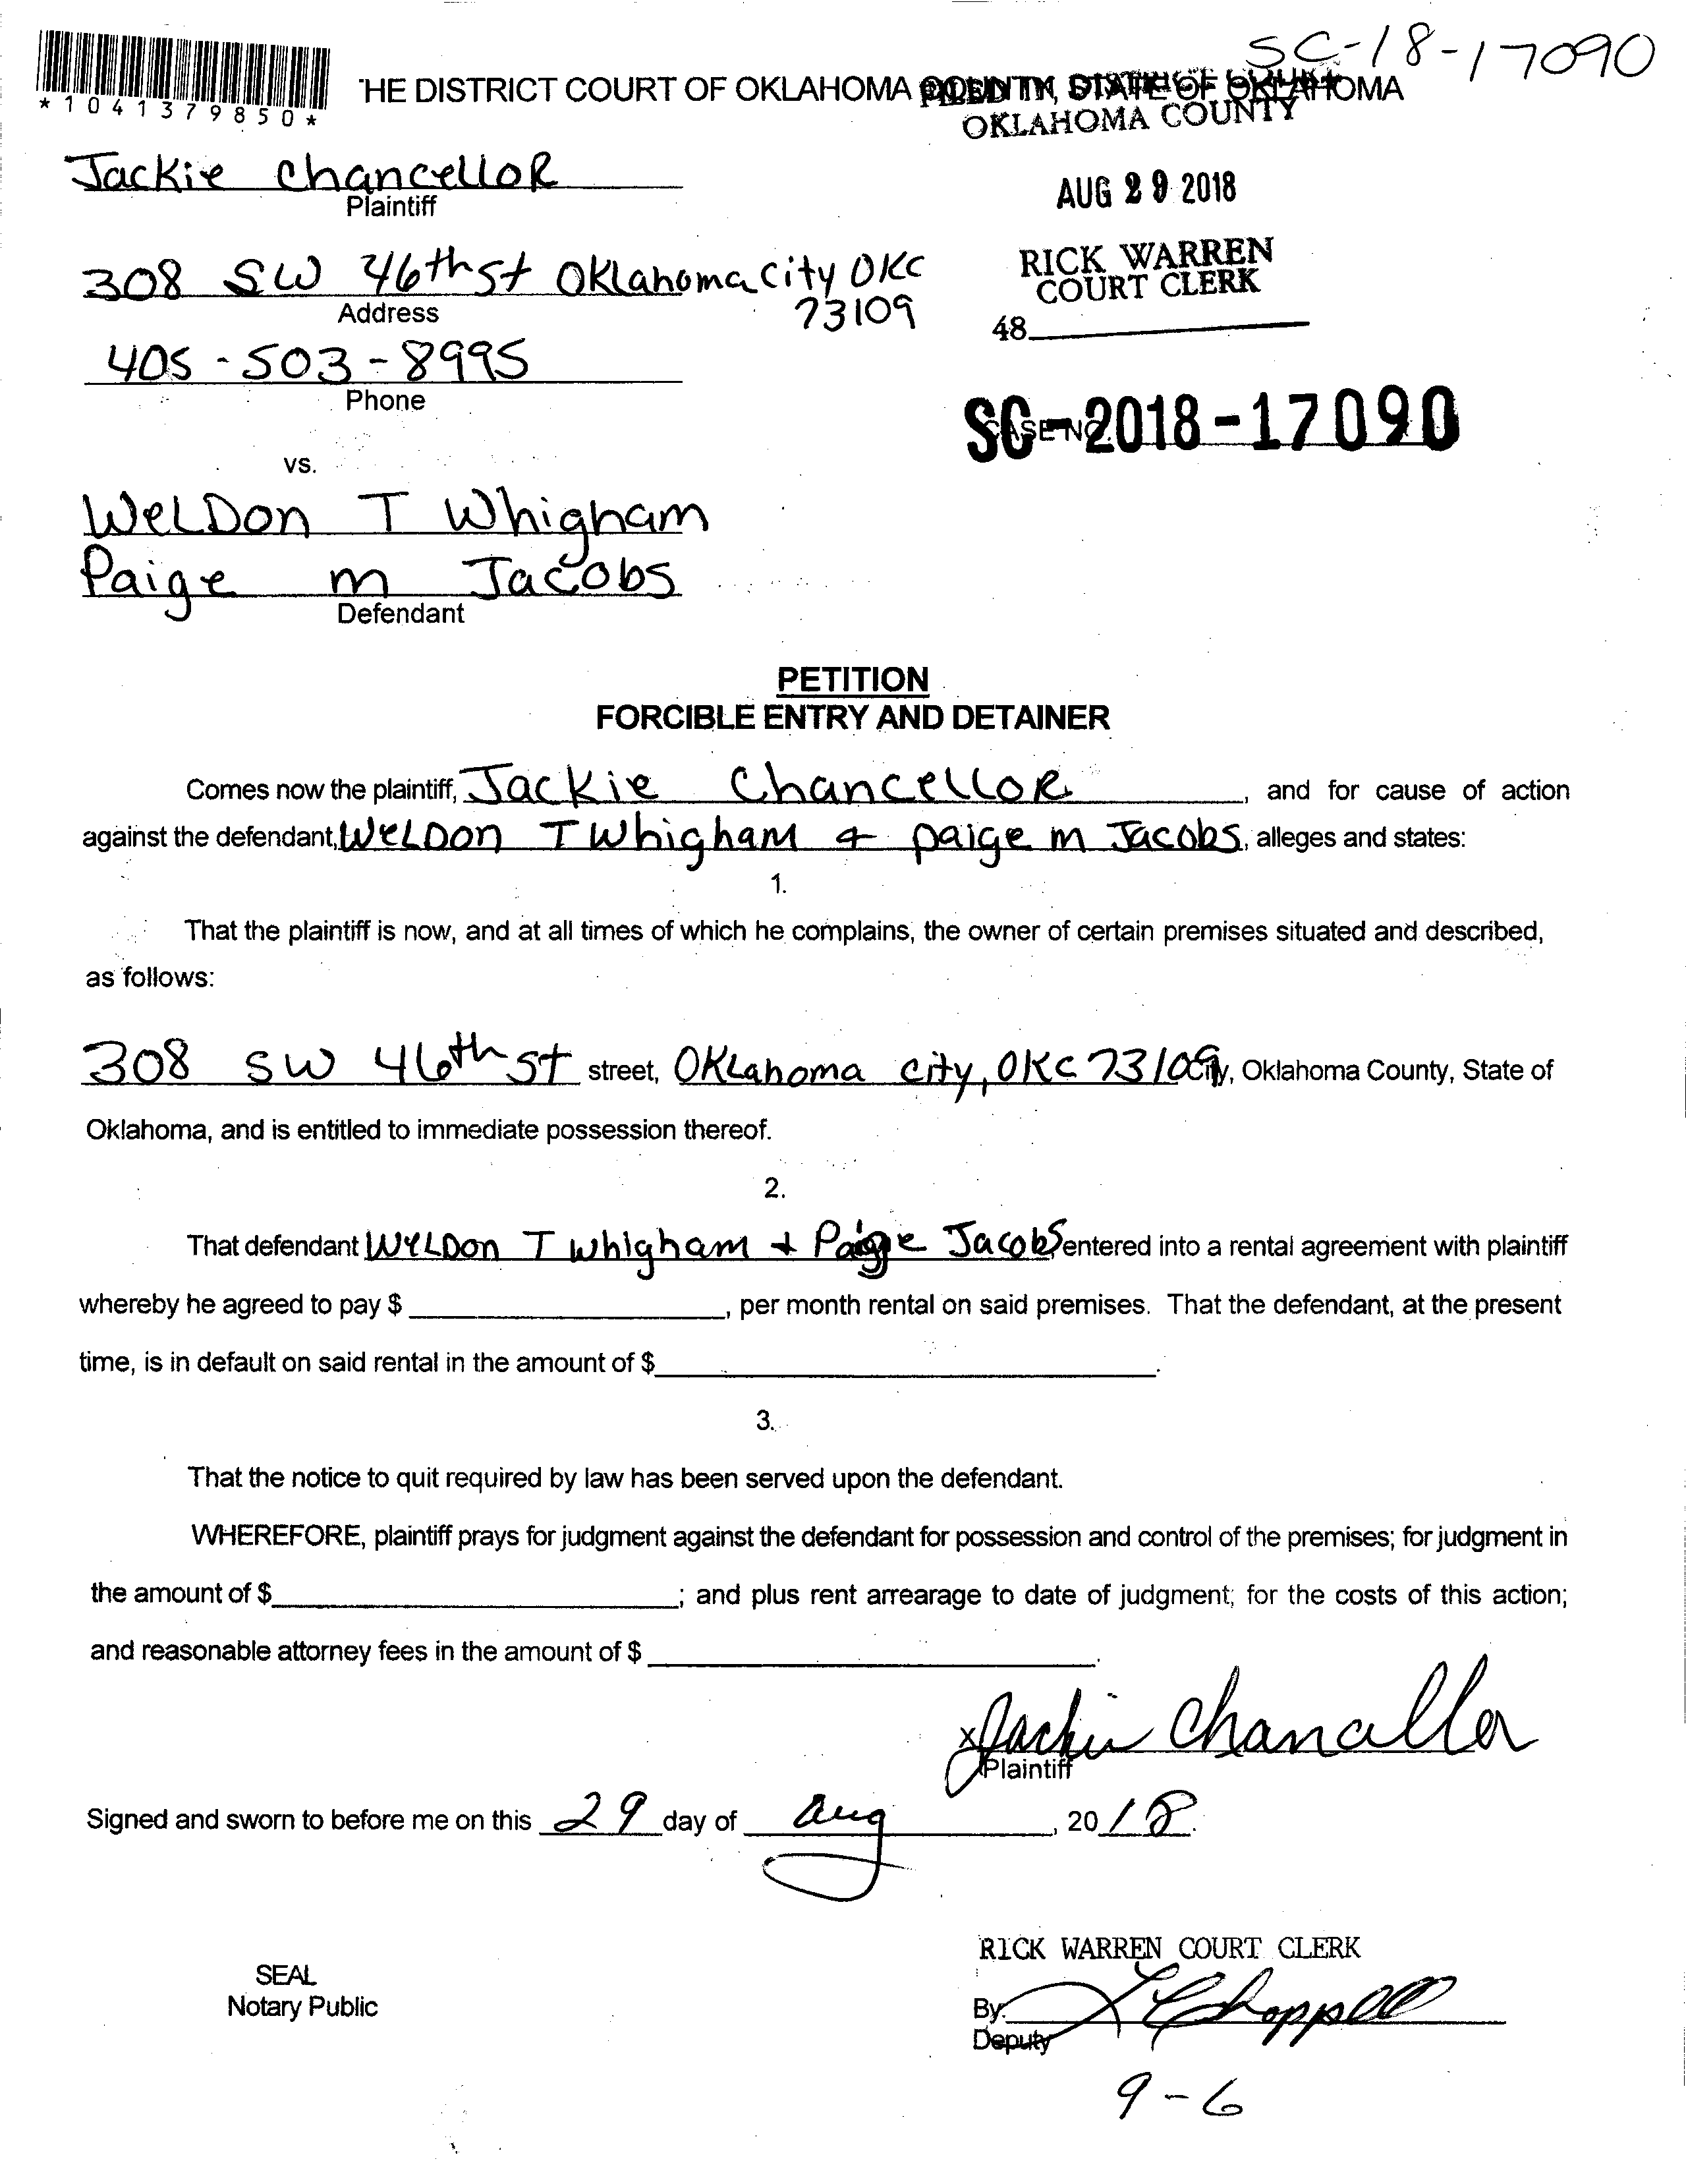 SC-18-17090
*1041379850*
HE DISTRICT COURT OF OKLAHOMA COUNTY, STATE OF OKLAHOMA
OKLAHOMA COUNTY
Jackie Chancellor
Plaintiff
AUG 29 2018
308 SW 46th St Oklahoma City OKC
73109
Address
RICK WARREN
COURT CLERK
48
405-503-8995
Phone
CASE NO.
SC-2018-17090
vs.
WeLDon T Whigham
Paige m Jacobs
Defendant
PETITION
FORCIBLE ENTRY AND DETAINER
Comes now the plaintiff, Jackie Chancellor, and for cause of action
against the defendant, WeLDon T Whigham & paige m Jacobs, alleges and states:
1.
That the plaintiff is now, and at all times of which he complains, the owner of certain premises situated and described,
as follows:
308 SW 46th St street, OKLahoma city, OKC 73109 City, Oklahoma County, State of
Oklahoma, and is entitled to immediate possession thereof.
2.
That defendant WeLDon T Whigham & Paige Jacobs entered into a rental agreement with plaintiff
whereby he agreed to pay $ , per month rental on said premises. That the defendant, at the present
time, is in default on said rental in the amount of $ .
3.
That the notice to quit required by law has been served upon the defendant.
WHEREFORE, plaintiff prays for judgment against the defendant for possession and control of the premises; for judgment in
the amount of $ ; and plus rent arrearage to date of judgment; for the costs of this action;
and reasonable attorney fees in the amount of $ .
x Jackie Chancellor
Plaintiff
Signed and sworn to before me on this 29 day of Aug, 2018.
RICK WARREN COURT CLERK
SEAL
Notary Public
By:
Deputy
9-6